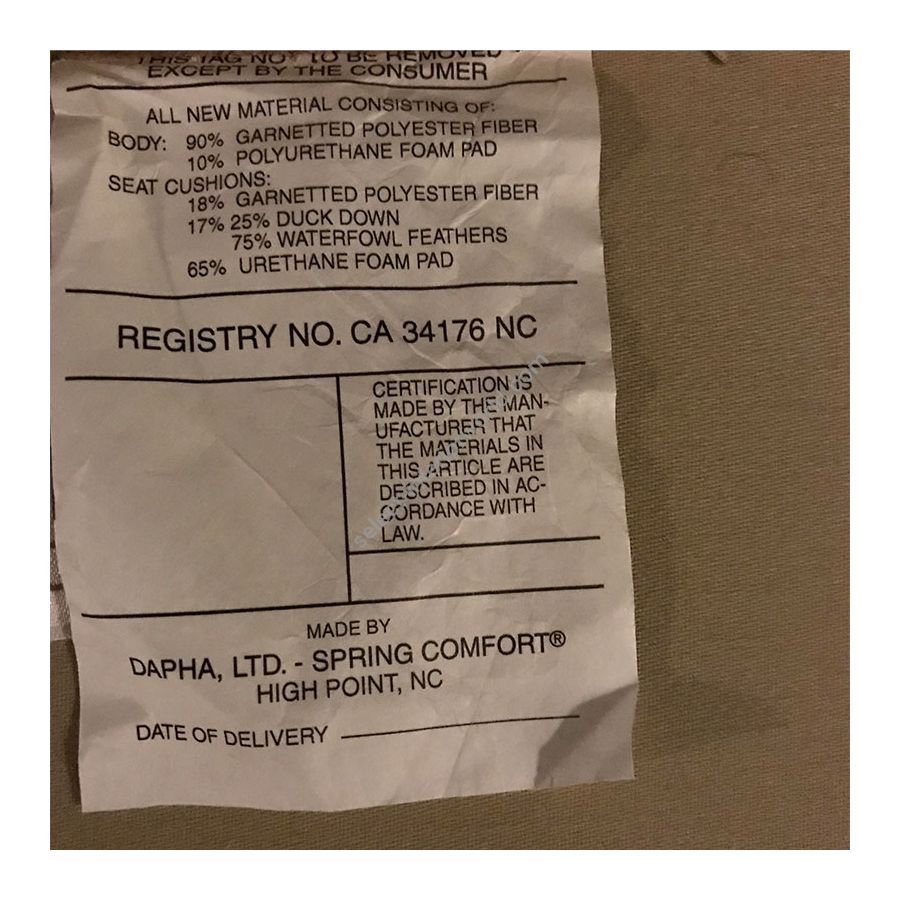 THIS TAG NOT TO BE REMOVED
EXCEPT BY THE CONSUMER
ALL NEW MATERIAL CONSISTING OF:
BODY: 90% GARNETTED POLYESTER FIBER
10% POLYURETHANE FOAM PAD
SEAT CUSHIONS:
18% GARNETTED POLYESTER FIBER
17% 25% DUCK DOWN
75% WATERFOWL FEATHERS
65% URETHANE FOAM PAD
REGISTRY NO. CA 34176 NC
CERTIFICATION IS
MADE BY THE MAN-
UFACTURER THAT
THE MATERIALS IN
THIS ARTICLE ARE
DESCRIBED IN AC-
CORDANCE WITH
LAW.
MADE BY
DAPHA, LTD. - SPRING COMFORT®
HIGH POINT, NC
DATE OF DELIVERY